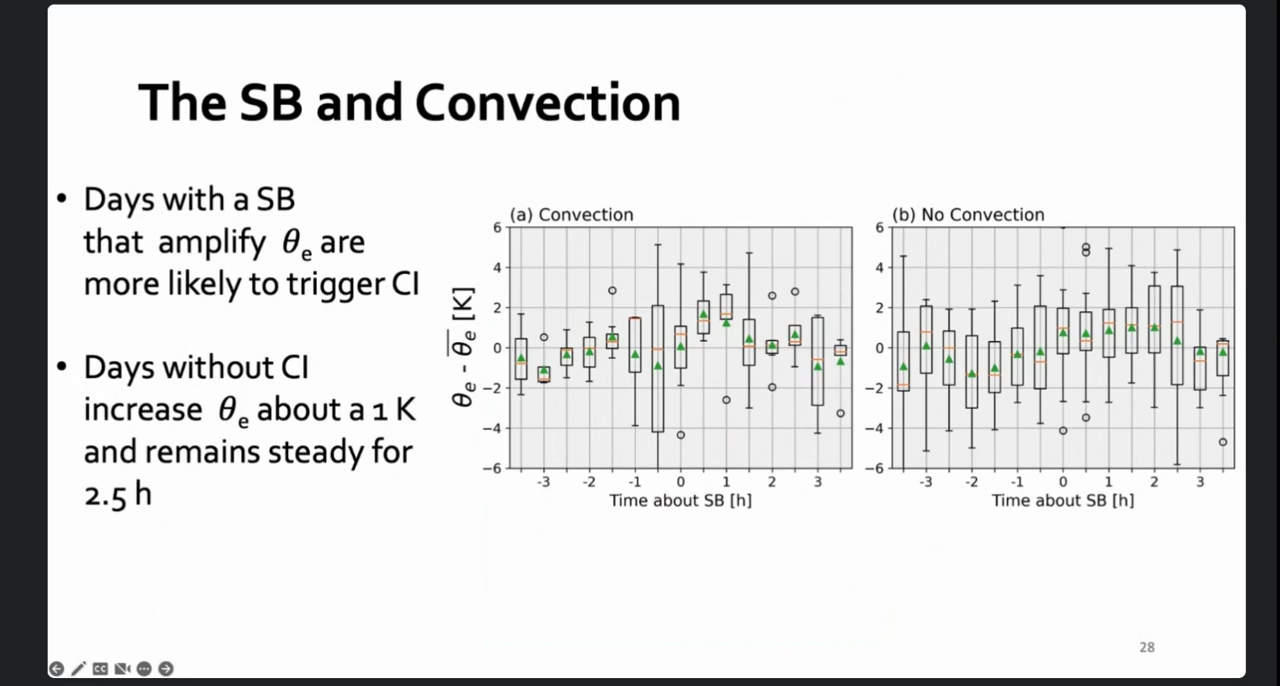 The SB and Convection
• Days with a SB
that amplify θe are
more likely to trigger CI
• Days without CI
increase θe about a 1 K
and remains steady for
2.5 h
(a) Convection
θe - θ̅e̅ [K]
6
4
2
0
−2
−4
−6
-3 -2 -1 0 1 2 3
Time about SB [h]
(b) No Convection
6
4
2
0
−2
−4
−6
-3 -2 -1 0 1 2 3
Time about SB [h]
28
CC